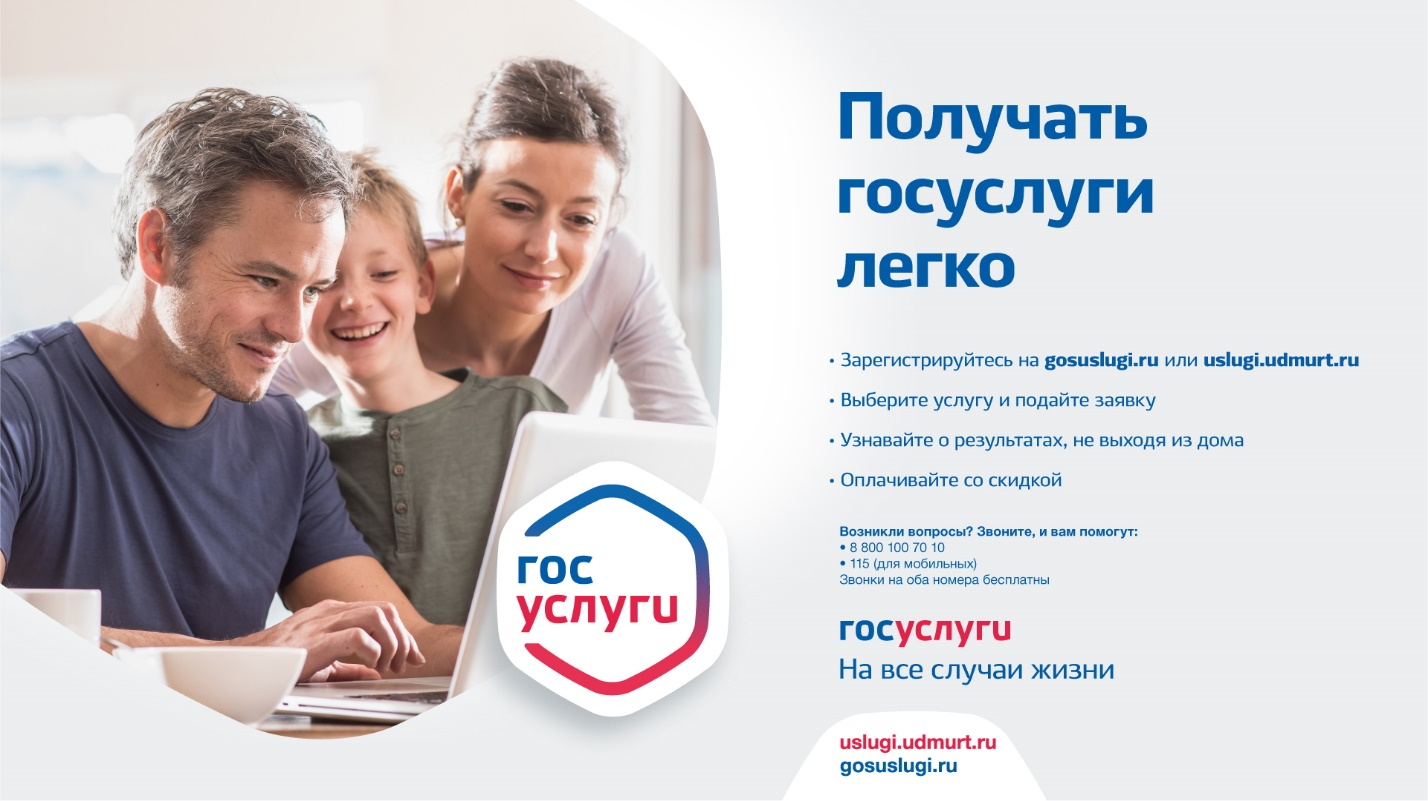 Получать
госуслуги
легко
• Зарегистрируйтесь на gosuslugi.ru или uslugi.udmurt.ru
• Выберите услугу и подайте заявку
• Узнавайте о результатах, не выходя из дома
• Оплачивайте со скидкой
Возникли вопросы? Звоните, и вам помогут:
• 8 800 100 70 10
• 115 (для мобильных)
Звонки на оба номера бесплатны
гос
услуги
госуслуги
На все случаи жизни
uslugi.udmurt.ru
gosuslugi.ru